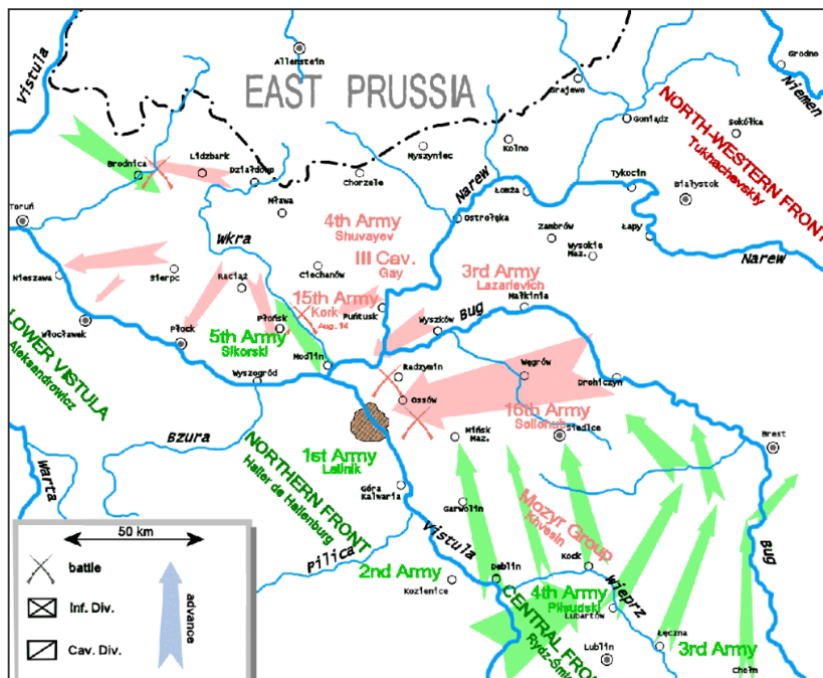 Vistula
Allenstein
EAST PRUSSIA
Grajewo
Grodno
Niemen
Goniądz
Sokółka
NORTH-WESTERN FRONT
Tukhachevskiy
Brodnica
Lidzbark
Działdowo
Myszyniec
Kolno
Chorzele
Narew
Łomża
Tykocin
Białystok
Toruń
Mława
Ostrołęka
Wkra
4th Army
Shuvayev
Zambrów
Wysokie
Maz.
Łapy
Narew
III Cav.
Gay
Nieszawa
Sierpc
Raciąż
Ciechanów
3rd Army
Lazarievich
15th Army
Kork
Aug. 14
Pułtusk
Małkinia
Bug
Wyszków
LOWER VISTULA
Aleksandrowicz
Włocławek
Płock
Płońsk
5th Army
Sikorski
Modlin
Wyszogród
Radzymin
Węgrów
Drohiczyn
Ossów
16th Army
Sollohub
Siedlce
Mińsk
Maz.
Brest
Bzura
Warta
NORTHERN FRONT
Haller de Hallenburg
1st Army
Latinik
Góra
Kalwaria
Garwolin
Mozyr Group
Khvesin
Bug
Vistula
Pilica
2nd Army
Kozienice
Dęblin
Kock
Wieprz
4th Army
Piłsudski
Lubartów
CENTRAL FRONT
Lublin
Łęczna
3rd Army
Chełm
50 km
battle
Inf. Div.
Cav. Div.
advance